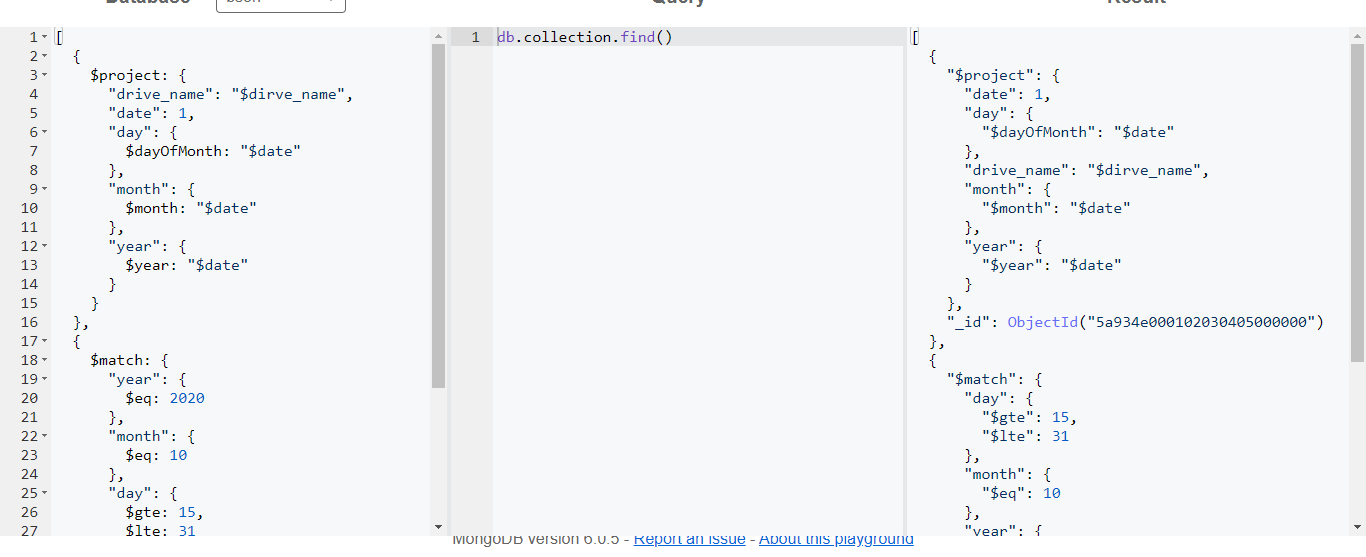 Database bson Query Result
1 [
2 {
3 $project: {
4 "drive_name": "$dirve_name",
5 "date": 1,
6 "day": {
7 $dayOfMonth: "$date"
8 },
9 "month": {
10 $month: "$date"
11 },
12 "year": {
13 $year: "$date"
14 }
15 }
16 },
17 {
18 $match: {
19 "year": {
20 $eq: 2020
21 },
22 "month": {
23 $eq: 10
24 },
25 "day": {
26 $gte: 15,
27 $lte: 31
1 db.collection.find()
[
{
"$project": {
"date": 1,
"day": {
"$dayOfMonth": "$date"
},
"drive_name": "$dirve_name",
"month": {
"$month": "$date"
},
"year": {
"$year": "$date"
}
},
"_id": ObjectId("5a934e000102030405000000")
},
{
"$match": {
"day": {
"$gte": 15,
"$lte": 31
},
"month": {
"$eq": 10
},
"year": {
MongoDB version 6.0.5 - Report an issue - About this playground